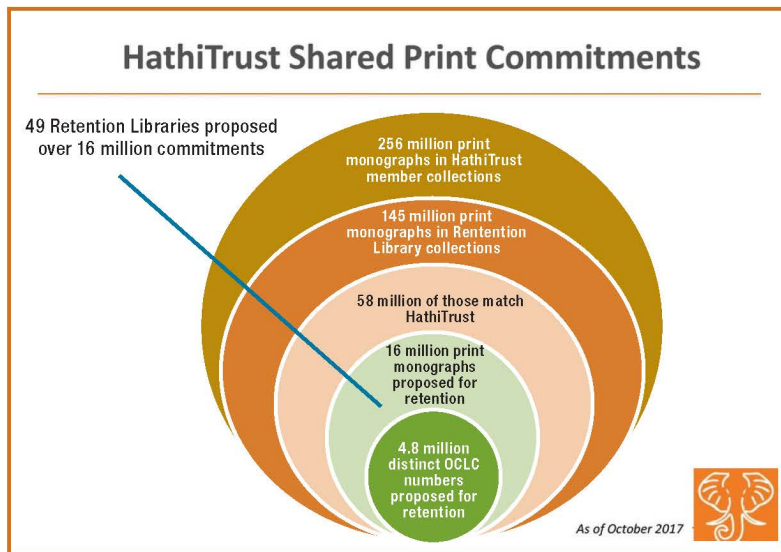 HathiTrust Shared Print Commitments
49 Retention Libraries proposed
over 16 million commitments
256 million print
monographs in HathiTrust
member collections
145 million print
monographs in Rentention
Library collections
58 million of those match
HathiTrust
16 million print
monographs
proposed for
retention
4.8 million
distinct OCLC
numbers
proposed for
retention
As of October 2017